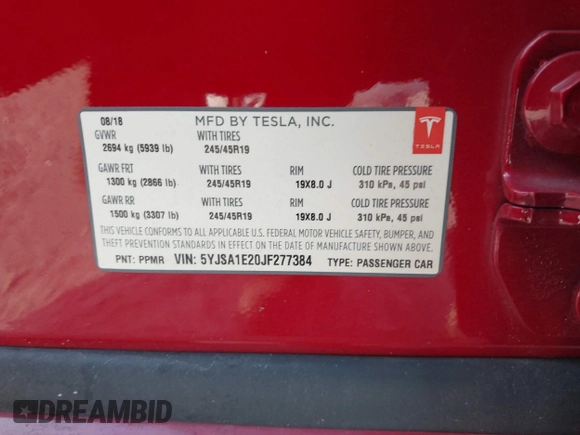 08/18 MFD BY TESLA, INC.
GVWR WITH TIRES
2694 kg (5939 lb) 245/45R19 TESLA
GAWR FRT WITH TIRES RIM COLD TIRE PRESSURE
1300 kg (2866 lb) 245/45R19 19X8.0 J 310 kPa, 45 psi
GAWR RR WITH TIRES RIM COLD TIRE PRESSURE
1500 kg (3307 lb) 245/45R19 19X8.0 J 310 kPa, 45 psi
THIS VEHICLE CONFORMS TO ALL APPLICABLE U.S. FEDERAL MOTOR VEHICLE SAFETY, BUMPER, AND
THEFT PREVENTION STANDARDS IN EFFECT ON THE DATE OF MANUFACTURE SHOWN ABOVE.
PNT: PPMR VIN: 5YJSA1E20JF277384 TYPE: PASSENGER CAR
DREAMBID